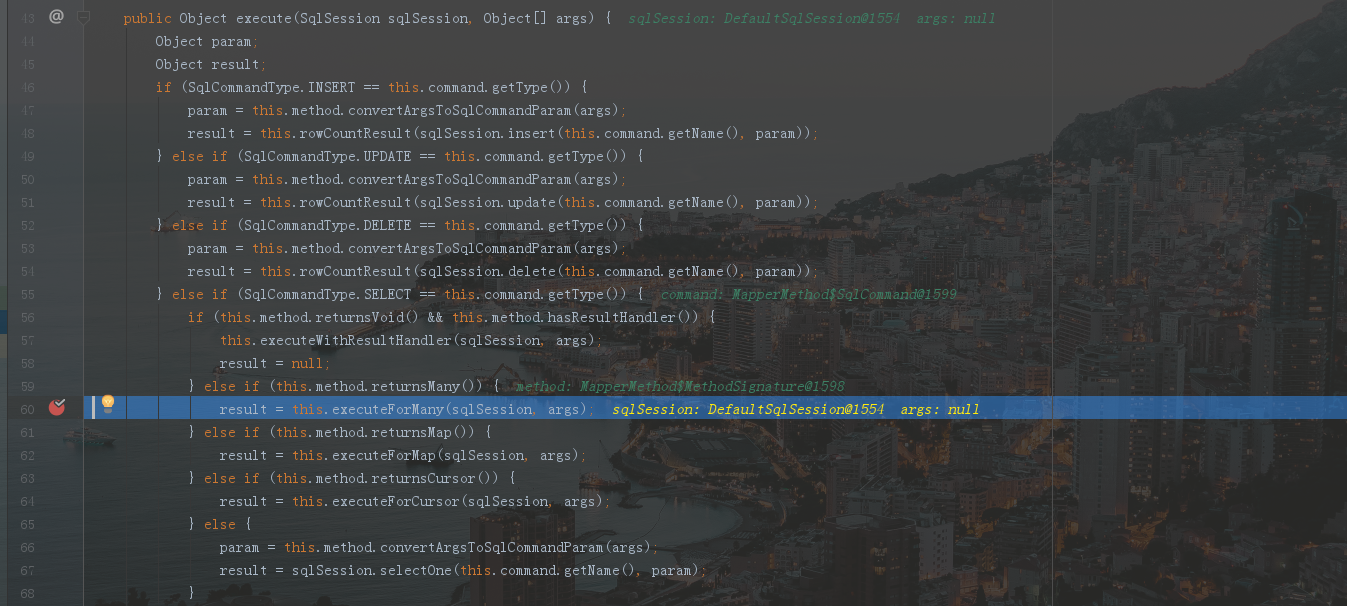 43 @ public Object execute(SqlSession sqlSession, Object[] args) { sqlSession: DefaultSqlSession@1554 args: null
44 Object param;
45 Object result;
46 if (SqlCommandType.INSERT == this.command.getType()) {
47 param = this.method.convertArgsToSqlCommandParam(args);
48 result = this.rowCountResult(sqlSession.insert(this.command.getName(), param));
49 } else if (SqlCommandType.UPDATE == this.command.getType()) {
50 param = this.method.convertArgsToSqlCommandParam(args);
51 result = this.rowCountResult(sqlSession.update(this.command.getName(), param));
52 } else if (SqlCommandType.DELETE == this.command.getType()) {
53 param = this.method.convertArgsToSqlCommandParam(args);
54 result = this.rowCountResult(sqlSession.delete(this.command.getName(), param));
55 } else if (SqlCommandType.SELECT == this.command.getType()) { command: MapperMethod$SqlCommand@1599
56 if (this.method.returnsVoid() && this.method.hasResultHandler()) {
57 this.executeWithResultHandler(sqlSession, args);
58 result = null;
59 } else if (this.method.returnsMany()) { method: MapperMethod$MethodSignature@1598
60 result = this.executeForMany(sqlSession, args); sqlSession: DefaultSqlSession@1554 args: null
61 } else if (this.method.returnsMap()) {
62 result = this.executeForMap(sqlSession, args);
63 } else if (this.method.returnsCursor()) {
64 result = this.executeForCursor(sqlSession, args);
65 } else {
66 param = this.method.convertArgsToSqlCommandParam(args);
67 result = sqlSession.selectOne(this.command.getName(), param);
68 }